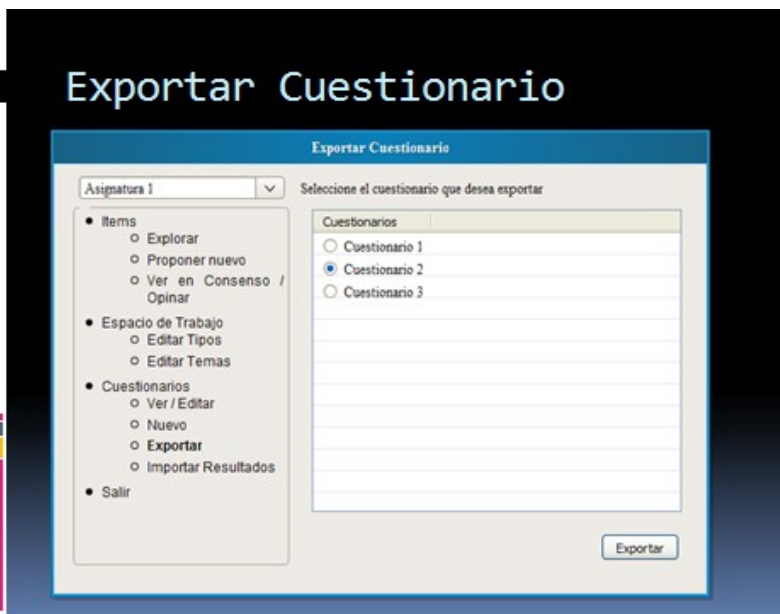 Exportar Cuestionario
Exportar Cuestionario
Asignatura 1
Seleccione el cuestionario que desea exportar
Items
Explorar
Proponer nuevo
Ver en Consenso /
Opinar
Espacio de Trabajo
Editar Tipos
Editar Temas
Cuestionarios
Ver / Editar
Nuevo
Exportar
Importar Resultados
Salir
Cuestionarios
Cuestionario 1
Cuestionario 2
Cuestionario 3
Exportar